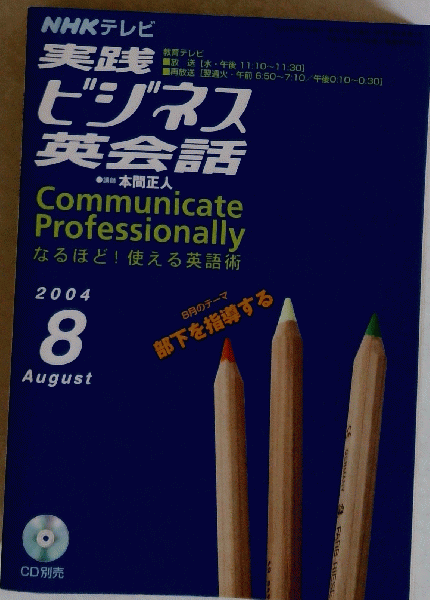 NHKテレビ
実践
ビジネス
英会話
教育テレビ
■放 送 [水・午後 11:10~11:30]
■再放送 [翌週火・午前 6:50~7:10/午後0:10~0:30]
●講師 本間正人
Communicate
Professionally
なるほど!使える英語術
2004
8
August
8月のテーマ
部下を指導する
CD別売